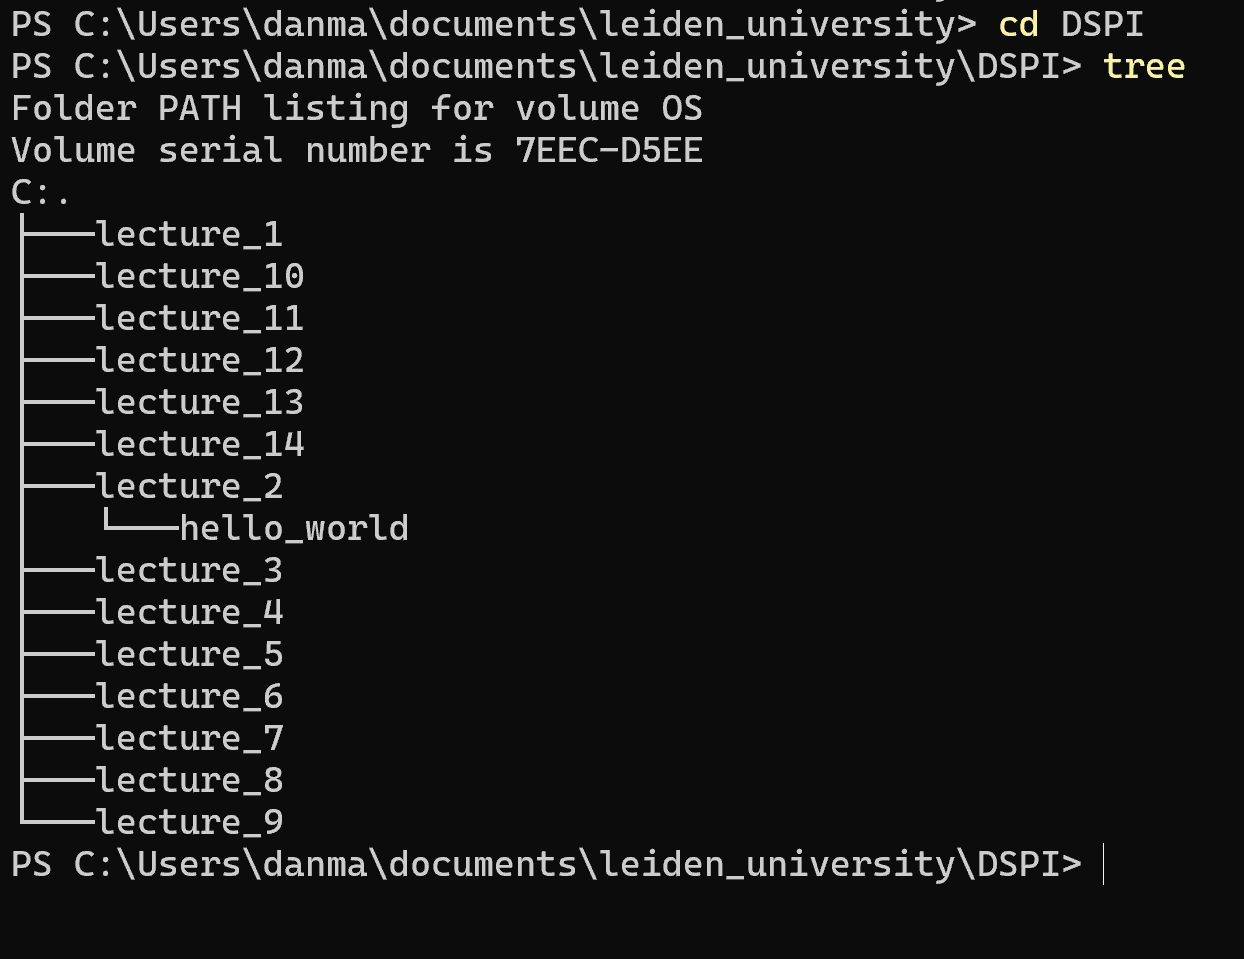 PS C:\Users\danma\documents\leiden_university> cd DSPI
PS C:\Users\danma\documents\leiden_university\DSPI> tree
Folder PATH listing for volume OS
Volume serial number is 7EEC-D5EE
C:.
├───lecture_1
├───lecture_10
├───lecture_11
├───lecture_12
├───lecture_13
├───lecture_14
├───lecture_2
│   └───hello_world
├───lecture_3
├───lecture_4
├───lecture_5
├───lecture_6
├───lecture_7
├───lecture_8
└───lecture_9
PS C:\Users\danma\documents\leiden_university\DSPI>